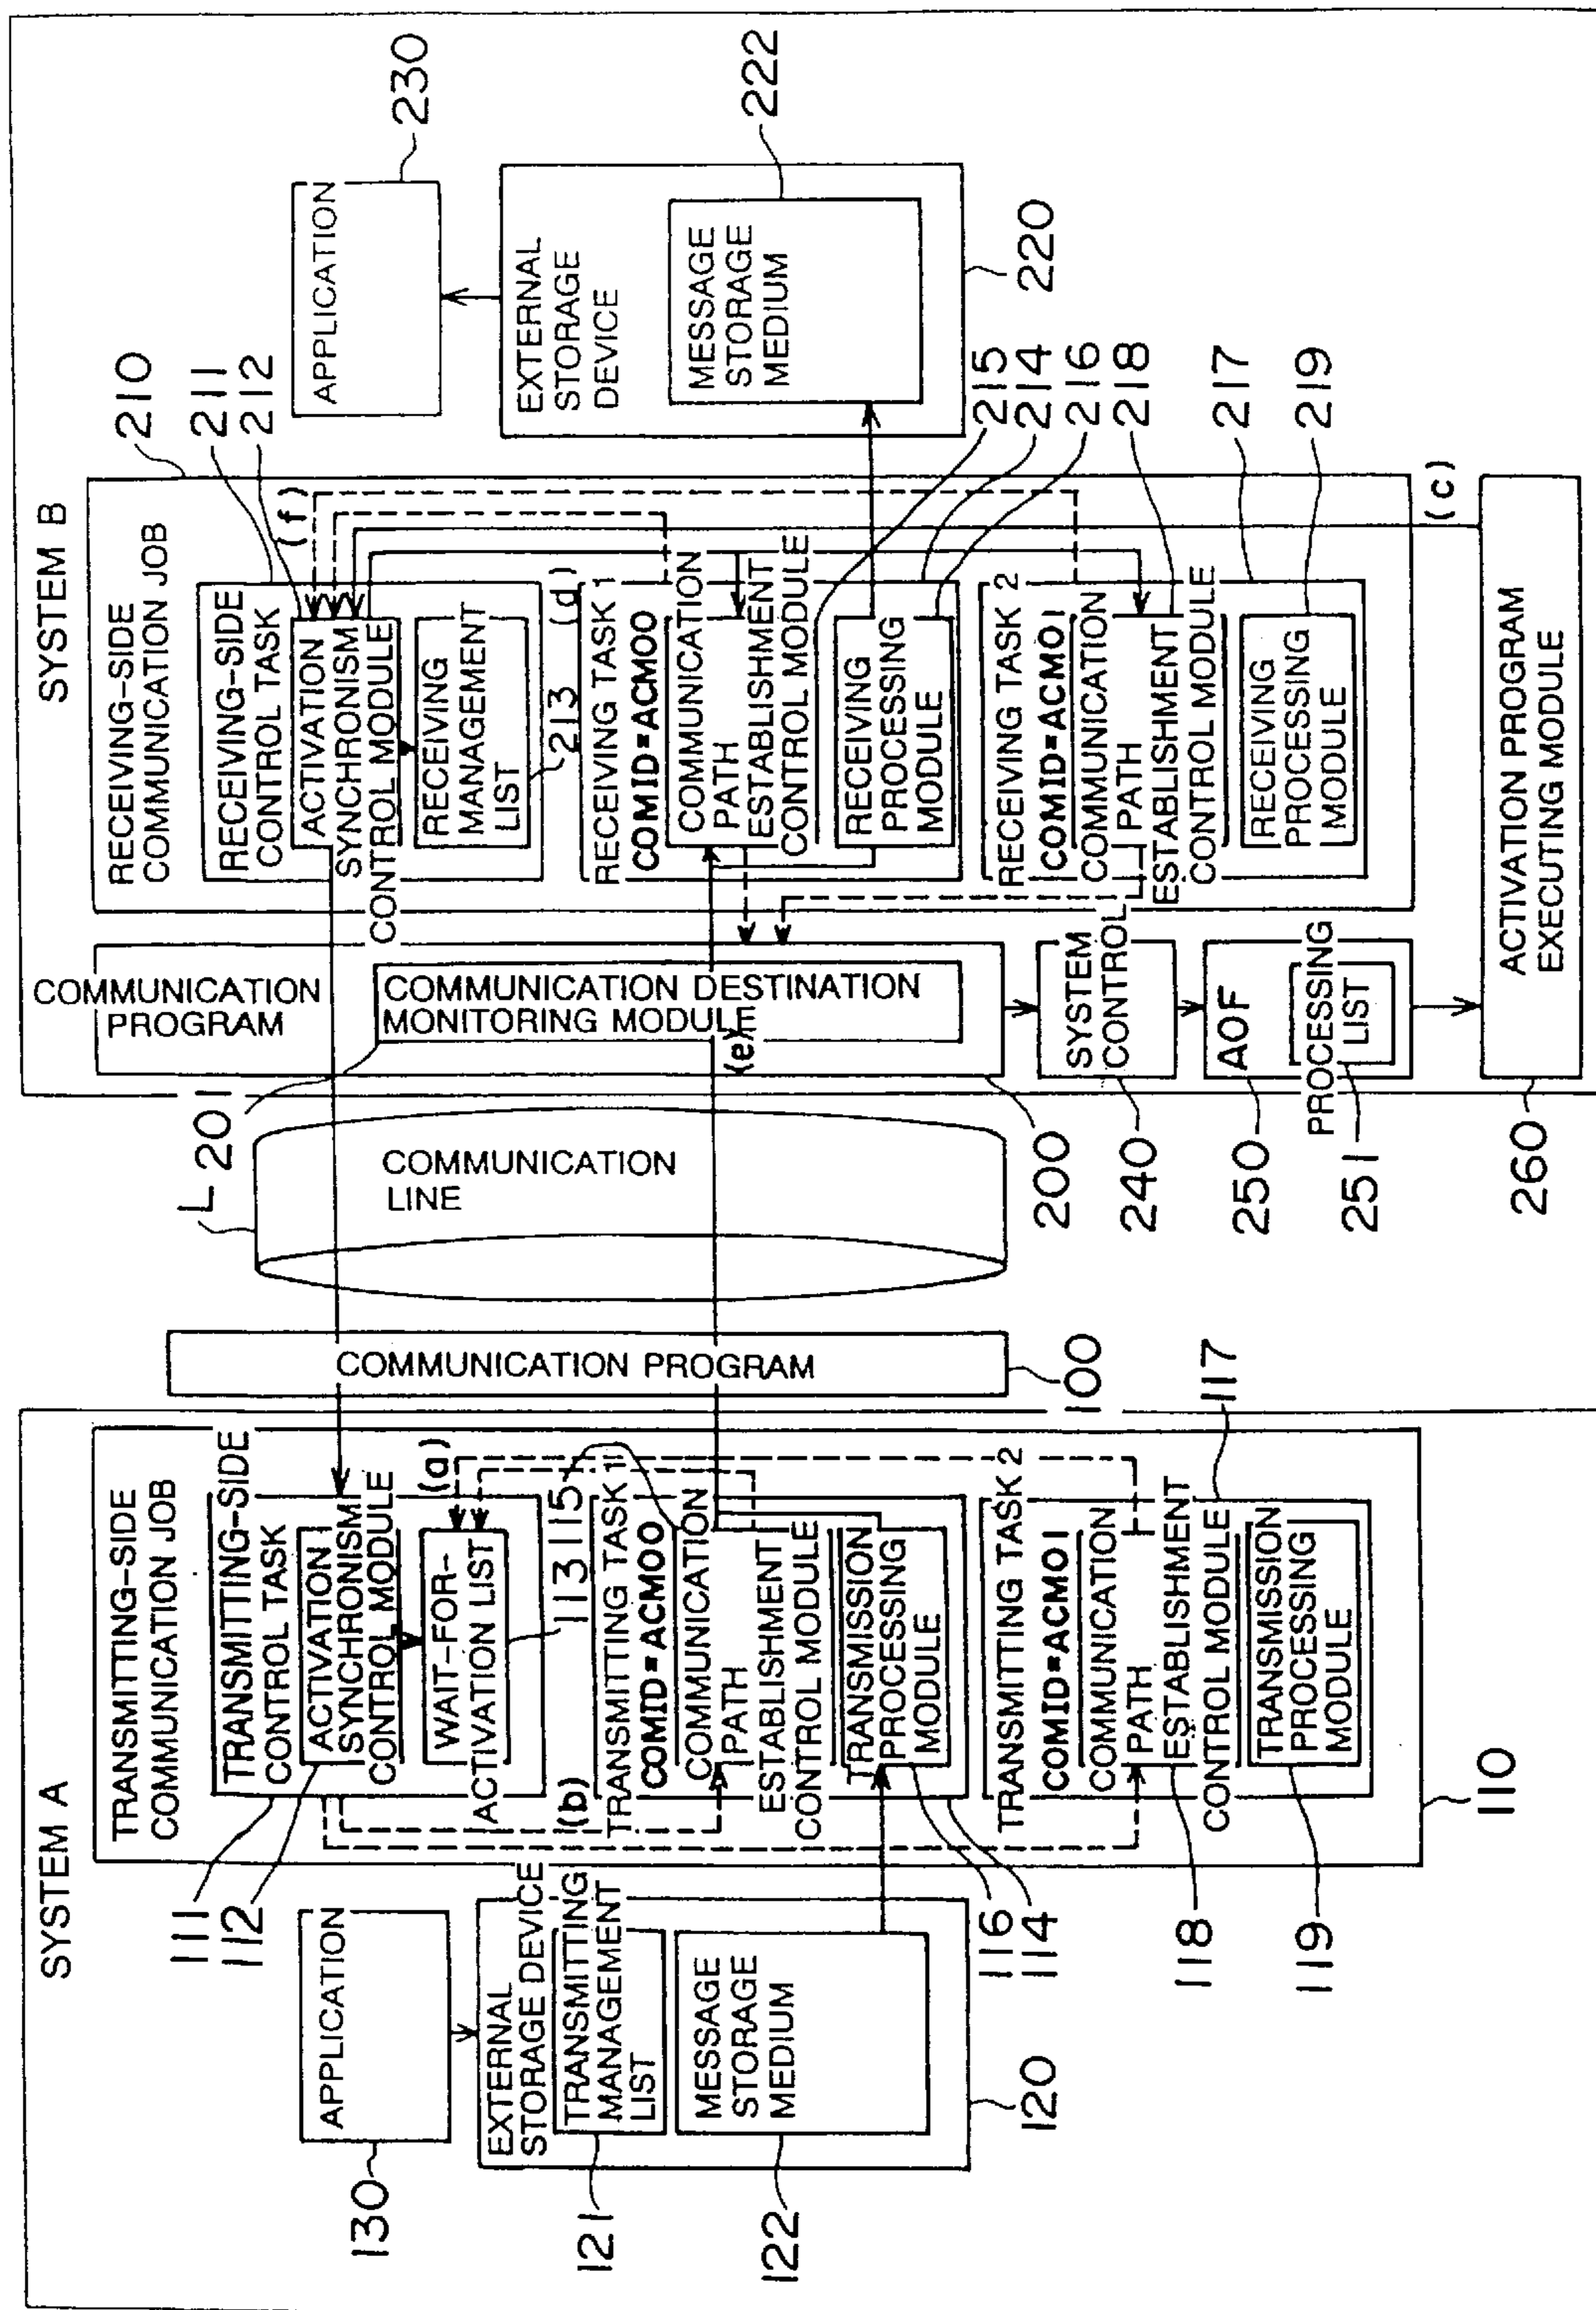 SYSTEM A
APPLICATION
130
EXTERNAL
STORAGE DEVICE
TRANSMITTING
MANAGEMENT
LIST
121
MESSAGE
STORAGE
MEDIUM
122
120
TRANSMITTING-SIDE
COMMUNICATION JOB
111
112
TRANSMITTING-SIDE
CONTROL TASK
ACTIVATION
SYNCHRONISM
CONTROL MODULE
WAIT-FOR-
ACTIVATION LIST
(a)
(b)
113
115
TRANSMITTING TASK 1
COMID=ACM00
COMMUNICATION
PATH
ESTABLISHMENT
CONTROL MODULE
TRANSMISSION
PROCESSING
MODULE
116
114
TRANSMITTING TASK 2
COMID=ACM01
COMMUNICATION
PATH
ESTABLISHMENT
CONTROL MODULE
117
TRANSMISSION
PROCESSING
MODULE
118
119
110
COMMUNICATION PROGRAM
100
COMMUNICATION
LINE
L
SYSTEM B
COMMUNICATION
PROGRAM
COMMUNICATION DESTINATION
MONITORING MODULE
(e)
201
200
SYSTEM
CONTROL
240
AOF
PROCESSING
LIST
250
251
ACTIVATION PROGRAM
EXECUTING MODULE
260
RECEIVING-SIDE
COMMUNICATION JOB
210
RECEIVING-SIDE
CONTROL TASK
211
212
ACTIVATION
SYNCHRONISM
CONTROL MODULE
(f)
RECEIVING
MANAGEMENT
LIST
213
(d)
RECEIVING TASK 1
COMID=ACM00
COMMUNICATION
PATH
ESTABLISHMENT
CONTROL MODULE
RECEIVING
PROCESSING
MODULE
215
214
216
RECEIVING TASK 2
COMID=ACM01
COMMUNICATION
PATH
ESTABLISHMENT
CONTROL MODULE
218
RECEIVING
PROCESSING
MODULE
217
219
(c)
APPLICATION
230
EXTERNAL
STORAGE
DEVICE
MESSAGE
STORAGE
MEDIUM
222
220